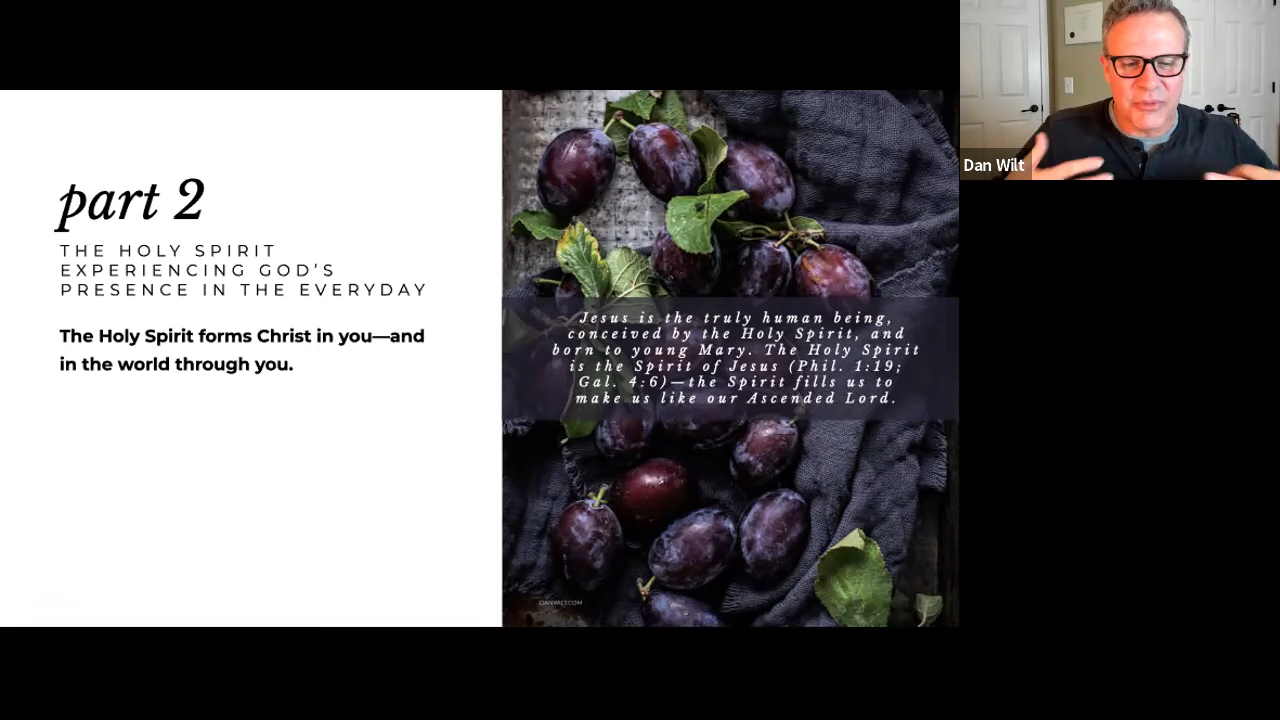 part 2
THE HOLY SPIRIT
EXPERIENCING GOD'S
PRESENCE IN THE EVERYDAY
The Holy Spirit forms Christ in you—and
in the world through you.
Jesus is the truly human being,
conceived by the Holy Spirit, and
born to young Mary. The Holy Spirit
is the Spirit of Jesus (Phil. 1:19;
Gal. 4:6)—the Spirit fills us to
make us like our Ascended Lord.
DANWILT.COM
Dan Wilt